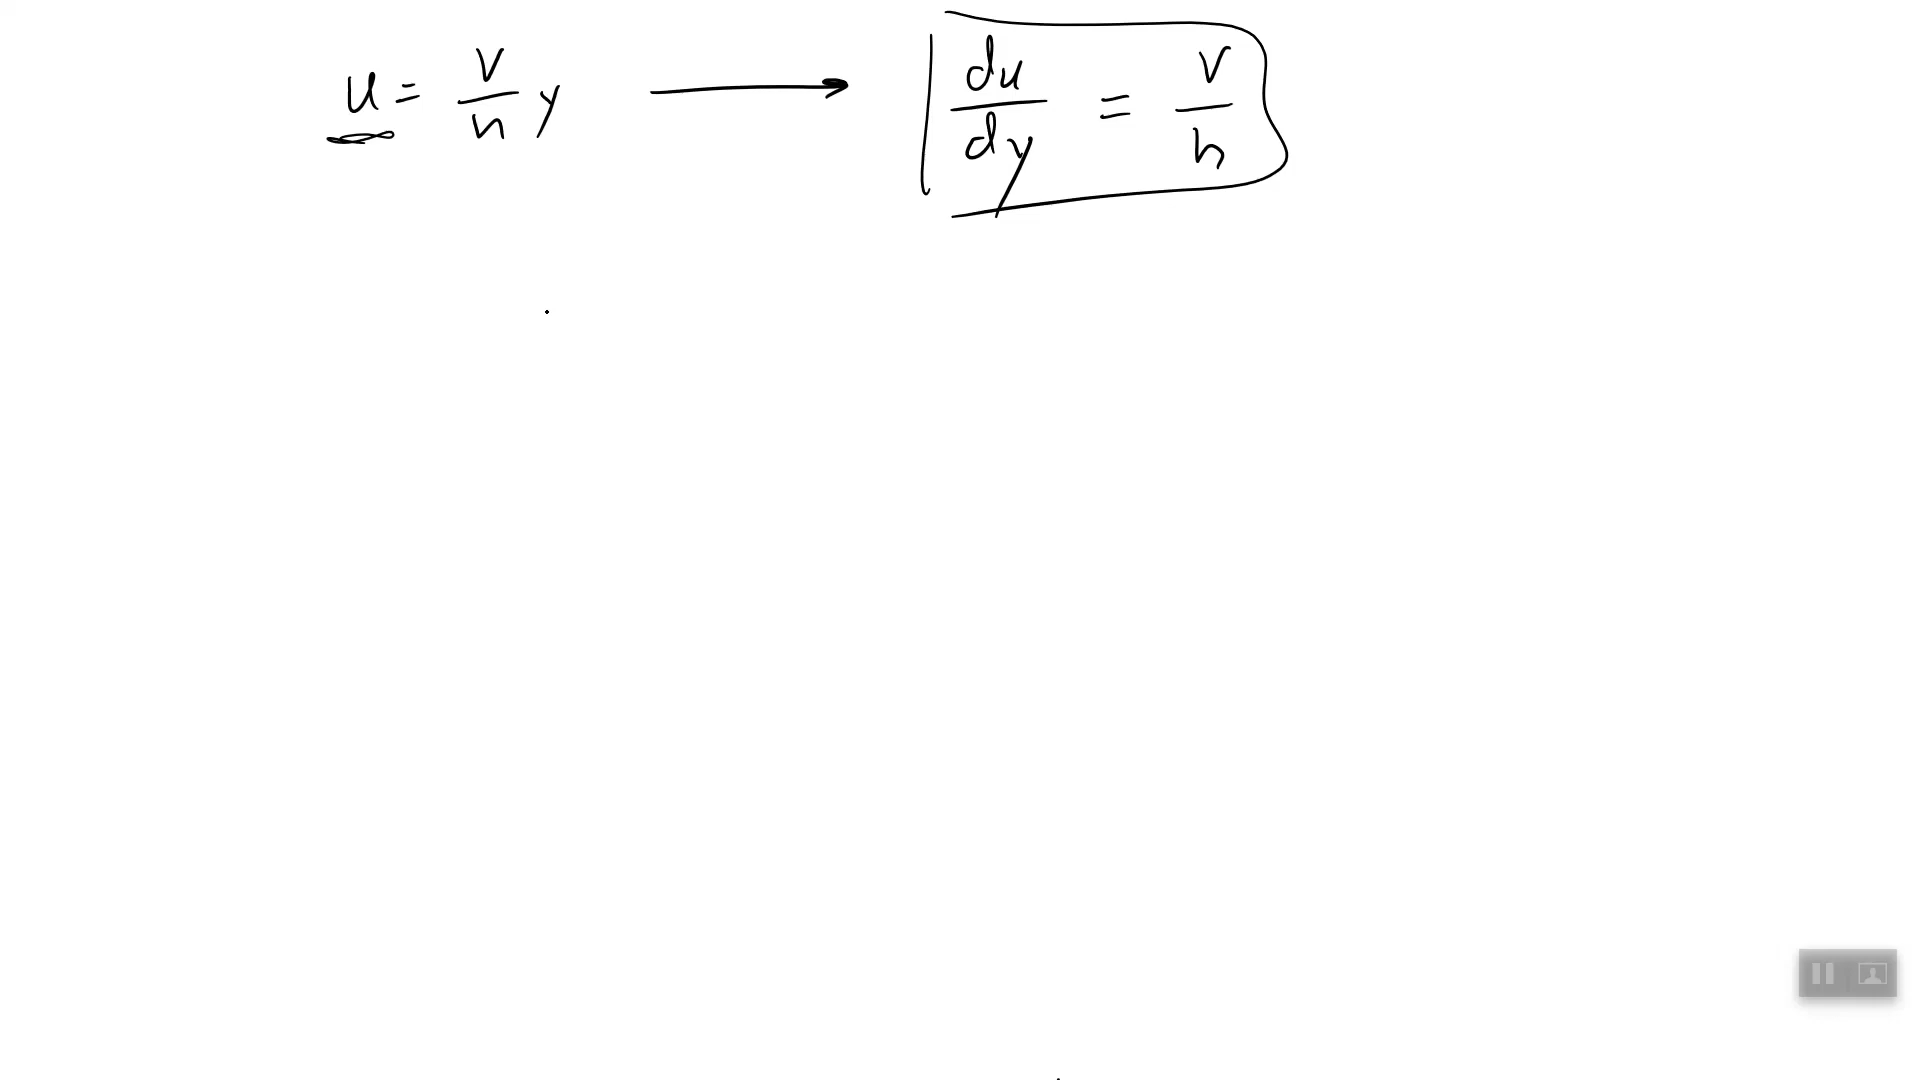 u = V/h y ⟶ du/dy = V/h